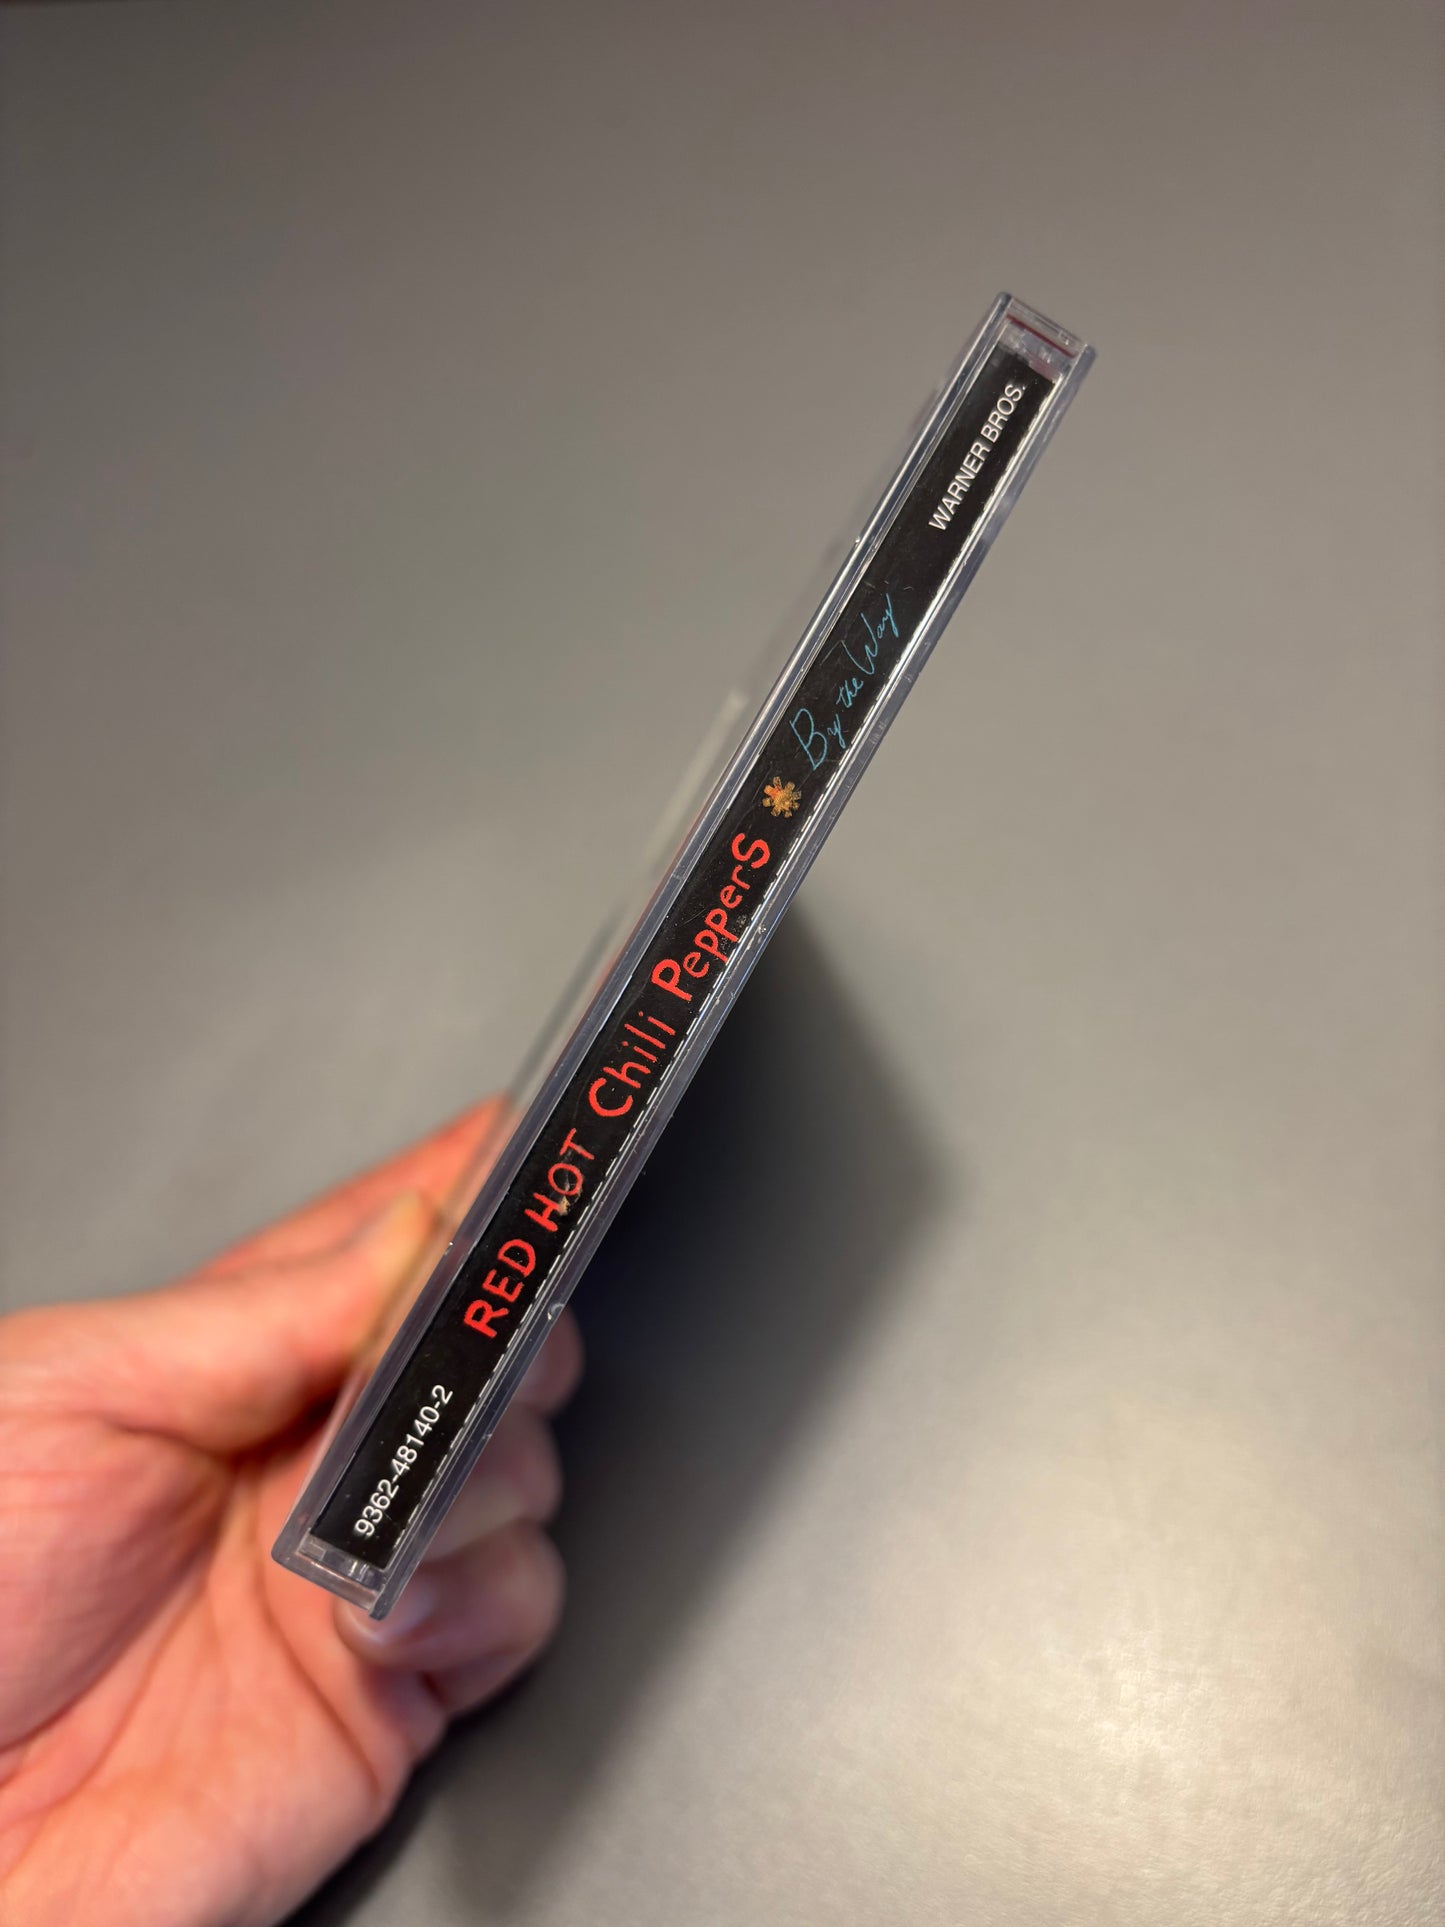 9362-48140-2 RED HOT Chili PepperS By the Way WARNER BROS.